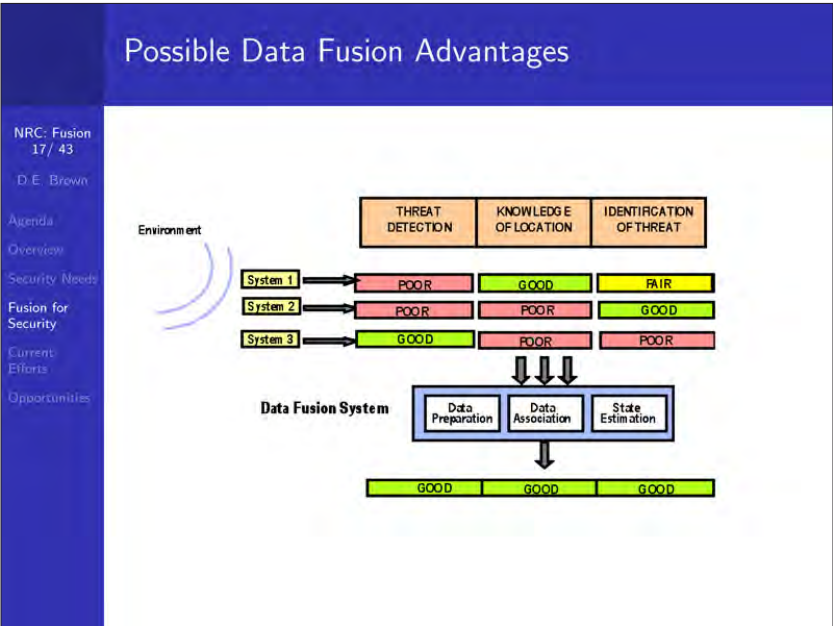 Possible Data Fusion Advantages
NRC: Fusion
17/ 43
D.E. Brown
Agenda
Overview
Security Needs
Fusion for
Security
Current
Efforts
Opportunities
Environment
THREAT
DETECTION
KNOWLEDGE
OF LOCATION
IDENTIFICATION
OF THREAT
System 1
POOR
GOOD
FAIR
System 2
POOR
POOR
GOOD
System 3
GOOD
POOR
POOR
Data Fusion System
Data
Preparation
Data
Association
State
Estimation
GOOD
GOOD
GOOD